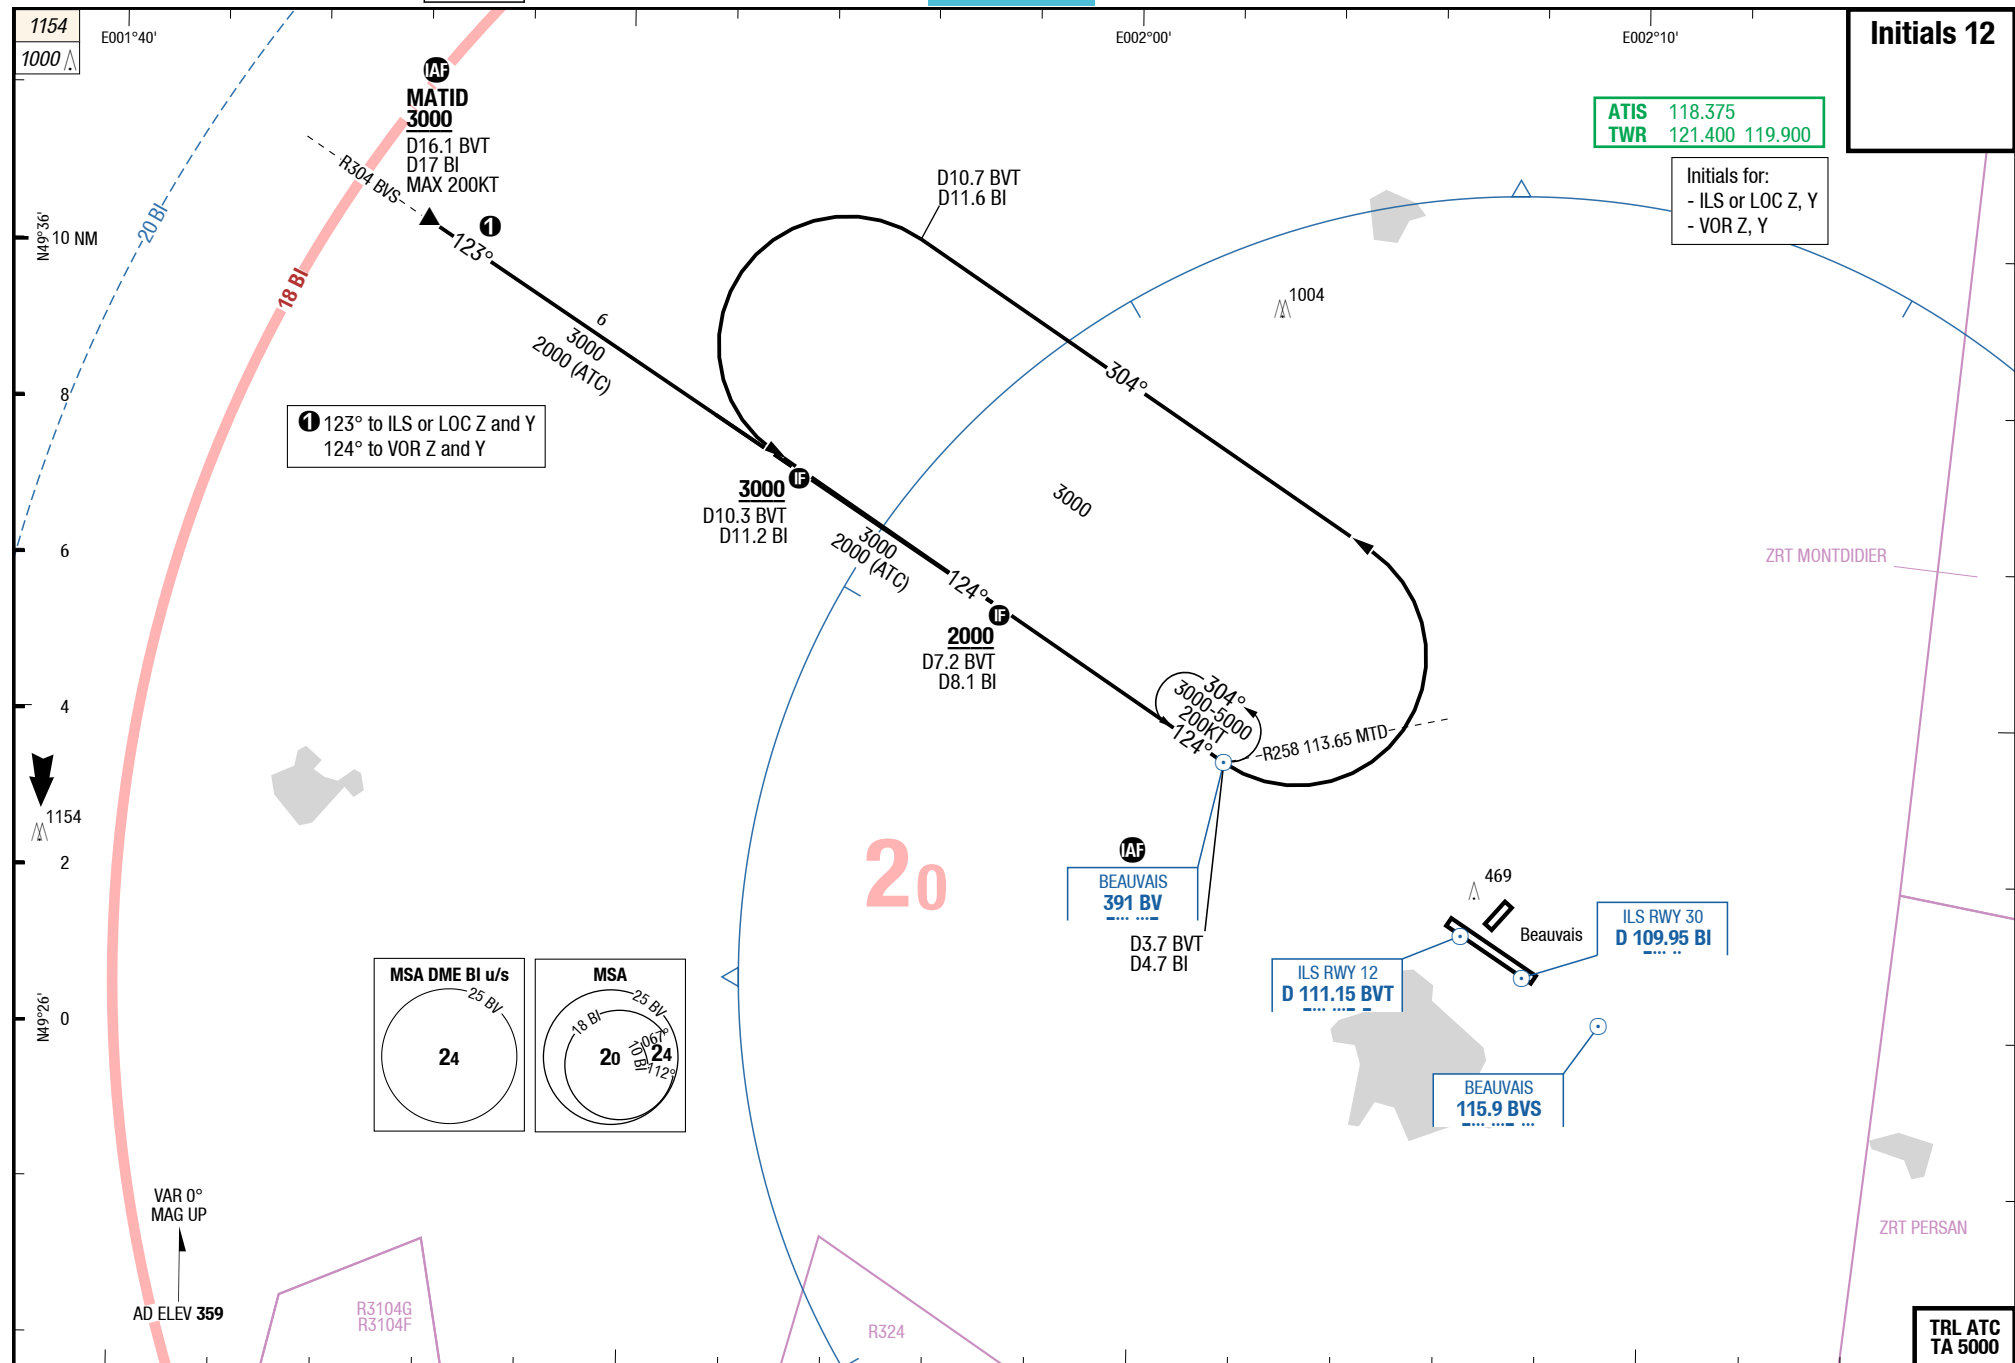 1154
1000
E001°40'
E002°00'
E002°10'
Initials 12
IAF
MATID
3000
D16.1 BVT
D17 BI
MAX 200KT
R304 BVS
ATIS 118.375
TWR 121.400 119.900
Initials for:
- ILS or LOC Z, Y
- VOR Z, Y
D10.7 BVT
D11.6 BI
20 BI
18 BI
N49°36'
10 NM
1
123°
6
3000
2000 (ATC)
1004
304°
8
1 123° to ILS or LOC Z and Y
124° to VOR Z and Y
IF
3000
D10.3 BVT
D11.2 BI
3000
3000
2000 (ATC)
124°
6
ZRT MONTDIDIER
IF
2000
D7.2 BVT
D8.1 BI
4
304°
3000-5000
200KT
124°
R258 113.65 MTD
1154
2
IAF
BEAUVAIS
391 BV
20
D3.7 BVT
D4.7 BI
469
Beauvais
ILS RWY 30
D 109.95 BI
ILS RWY 12
D 111.15 BVT
N49°26'
0
MSA DME BI u/s
25 BV
24
MSA
25 BV
18 BI
067°
10 BI
20
24
112°
BEAUVAIS
115.9 BVS
VAR 0°
MAG UP
AD ELEV 359
R3104G
R3104F
R324
ZRT PERSAN
TRL ATC
TA 5000